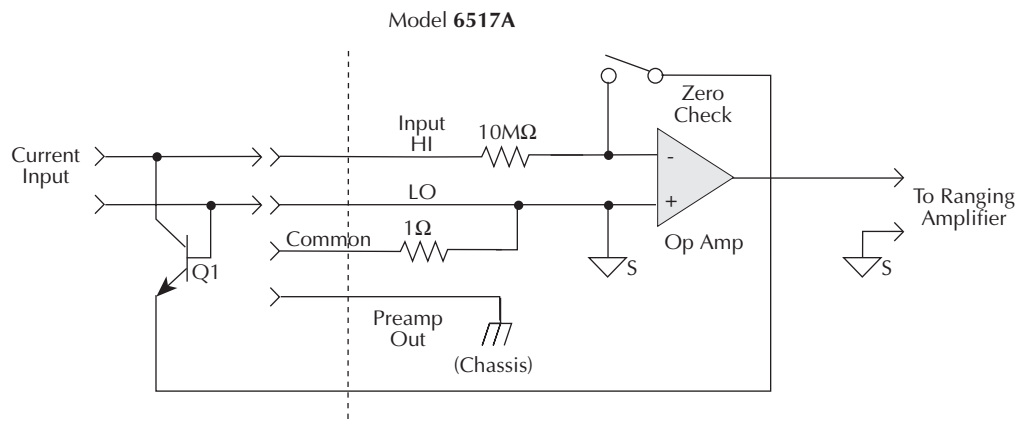 Model 6517A
Zero
Check
Input
HI
10MΩ
Current
Input
-
LO
+
To Ranging
Amplifier
1Ω
Common
Op Amp
S
S
Q1
Preamp
Out
(Chassis)